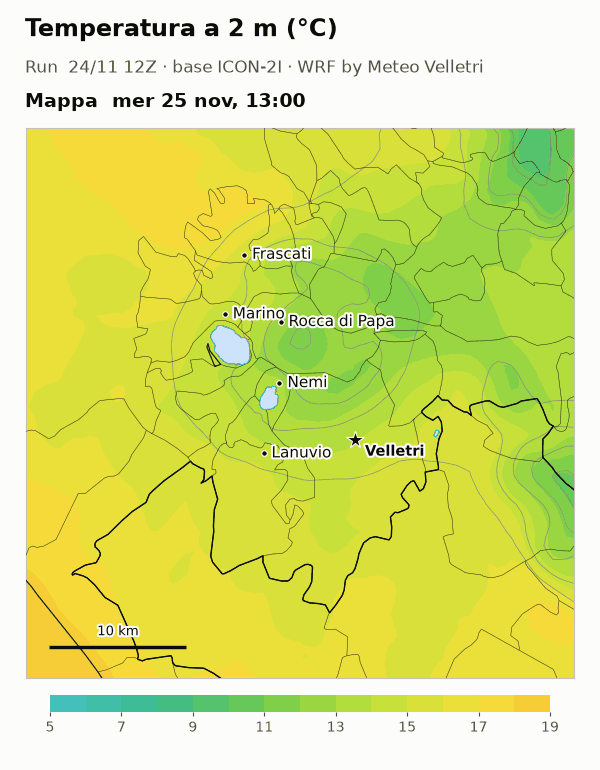 Temperatura a 2 m (°C)
Run  24/11 12Z · base ICON-2I · WRF by Meteo Velletri
Mappa  mer 25 nov, 13:00
Frascati
Marino
Rocca di Papa
Nemi
Velletri
Lanuvio
10 km
5 7 9 11 13 15 17 19